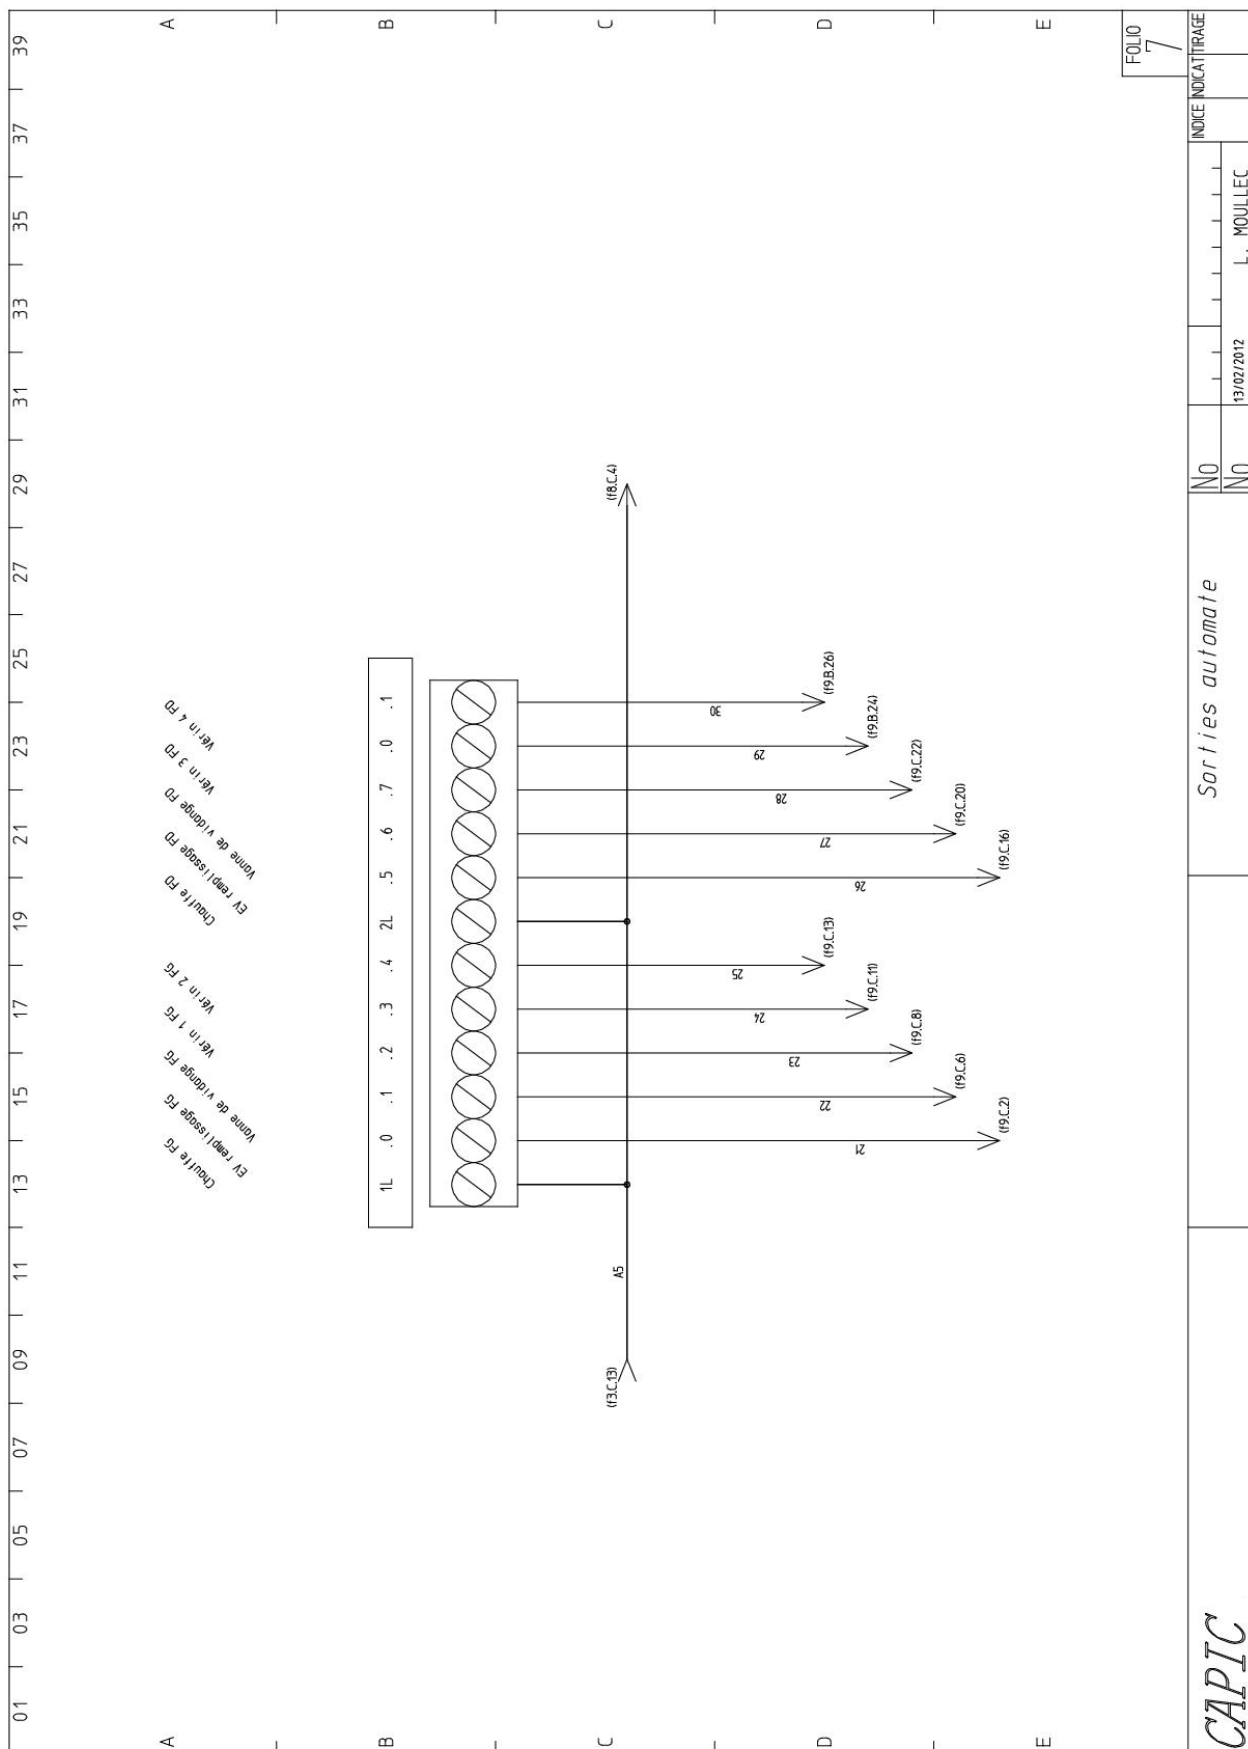 01 03 05 07 09 11 13 15 17 19 21 23 25 27 29 31 33 35 37 39
A A
Chauffe FG
EV remplissage FG
Vanne de vidange FG
Vérin 1 FG
Vérin 2 FG
Chauffe FD
EV remplissage FD
Vanne de vidange FD
Vérin 3 FD
Vérin 4 FD
B B
1L .0 .1 .2 .3 .4 2L .5 .6 .7 .0 .1
C C
(f3.C.13)
A5
(f8.C.4)
21
22
23
24
25
26
27
28
29
30
D D
(f9.C.13)
(f9.B.26)
(f9.C.11)
(f9.B.24)
(f9.C.8)
(f9.C.22)
(f9.C.6)
(f9.C.20)
(f9.C.2)
(f9.C.16)
E E
FOLIO
7
CAPIC
Sorties automate
NO
NO
13/02/2012
L. MOULLEC
INDICE
INDICAT
TIRAGE